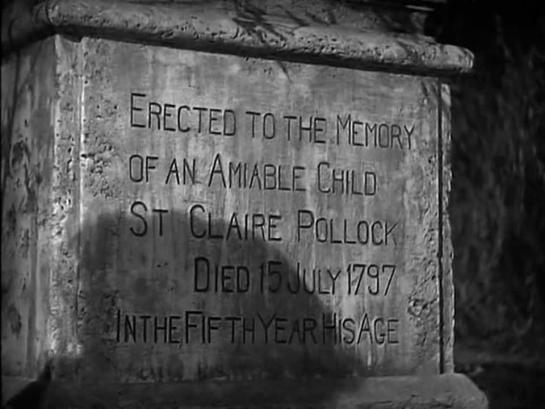 ERECTED TO THE MEMORY
OF AN AMIABLE CHILD
ST CLAIRE POLLOCK
DIED 15 JULY 1797
IN THE FIFTH YEAR HIS AGE